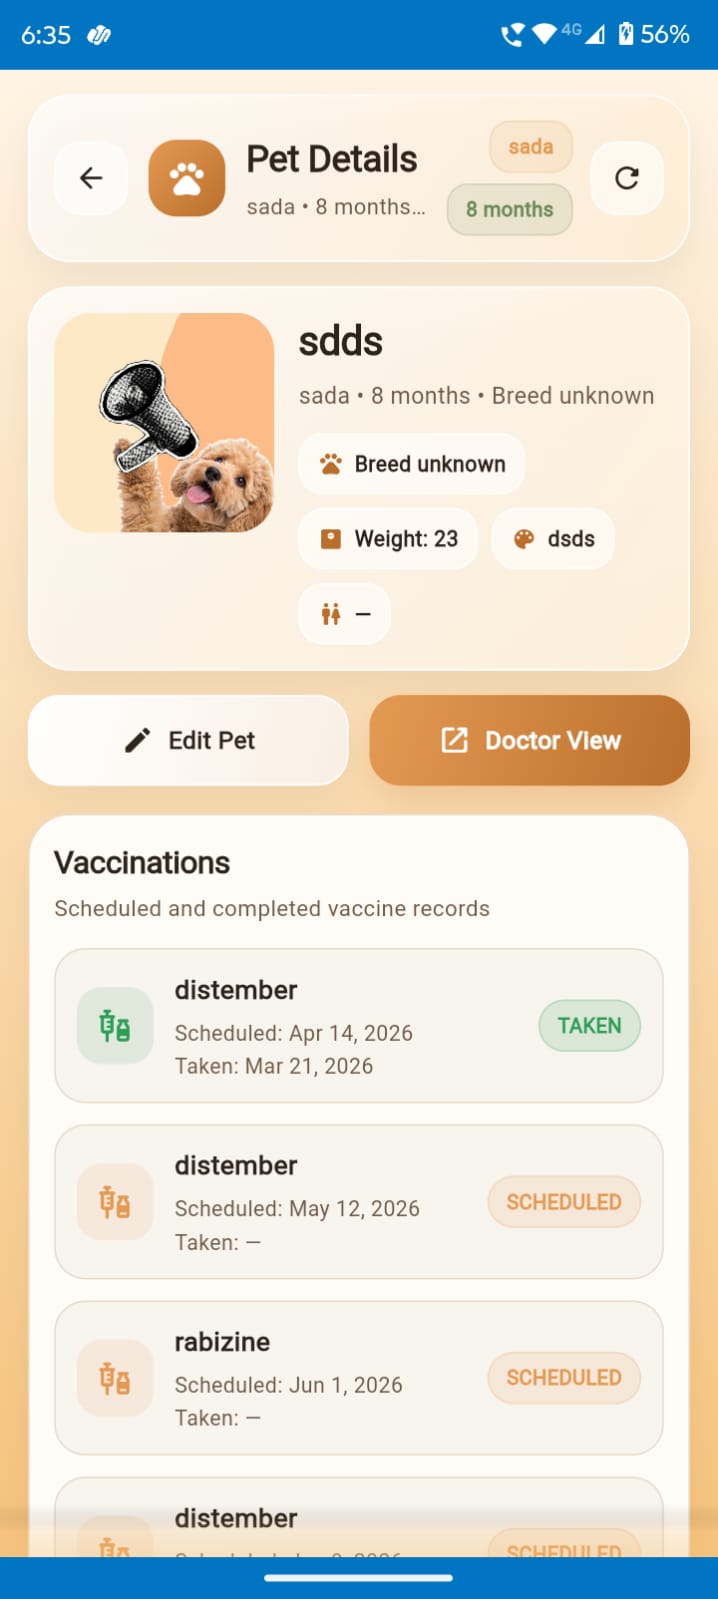 6:35
4G
56%
Pet Details
sada • 8 months...
sada
8 months
sdds
sada • 8 months • Breed unknown
Breed unknown
Weight: 23
dsds
—
Edit Pet
Doctor View
Vaccinations
Scheduled and completed vaccine records
distember
Scheduled: Apr 14, 2026
Taken: Mar 21, 2026
TAKEN
distember
Scheduled: May 12, 2026
Taken: —
SCHEDULED
rabizine
Scheduled: Jun 1, 2026
Taken: —
SCHEDULED
distember
SCHEDULED